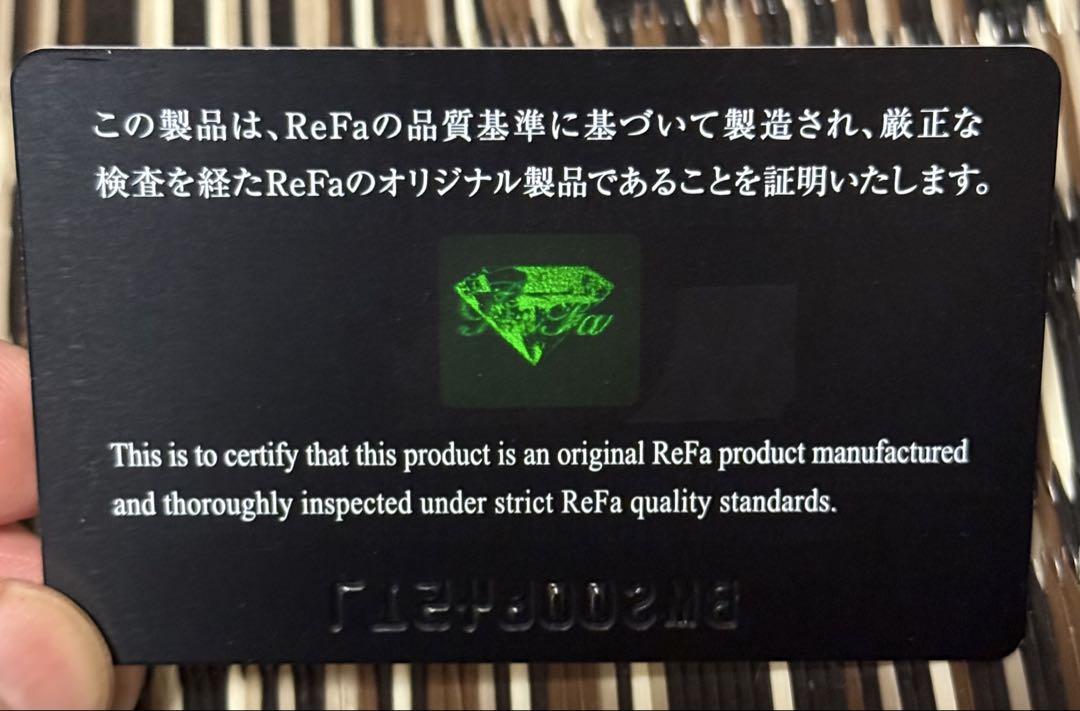 この製品は、ReFaの品質基準に基づいて製造され、厳正な
検査を経たReFaのオリジナル製品であることを証明いたします。
ReFa
This is to certify that this product is an original ReFa product manufactured
and thoroughly inspected under strict ReFa quality standards.